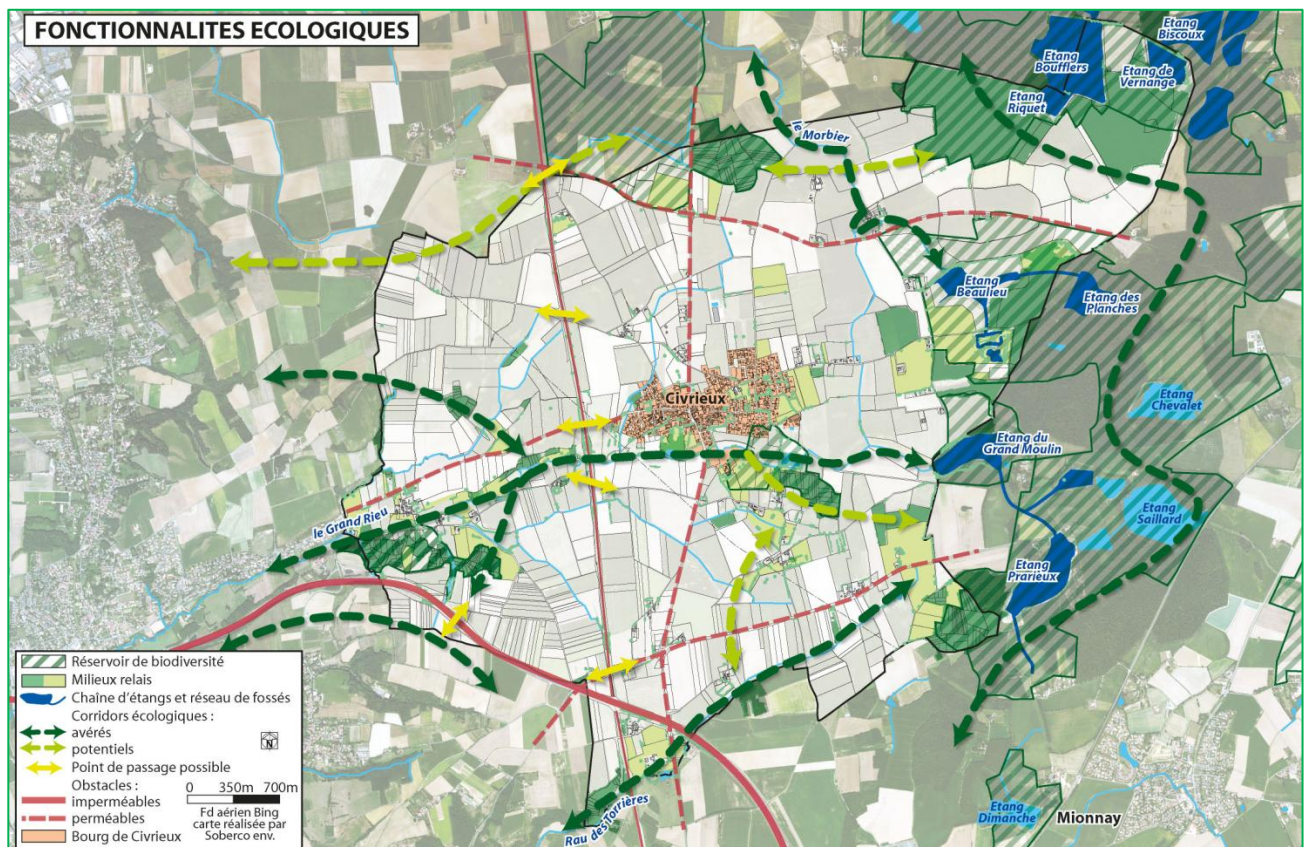 FONCTIONNALITES ECOLOGIQUES
Etang
Biscoux
Etang
Boufflers
Etang de
Vernange
Etang
Riquet
le Morbier
Etang
Beaulieu
Etang des
Planches
Civrieux
Etang
Chevalet
Etang du
Grand Moulin
Etang
Saillard
le Grand Rieu
Etang
Prarieux
Rau des Torrières
Etang
Dimanche
Mionnay
Réservoir de biodiversité
Milieux relais
Chaîne d'étangs et réseau de fossés
Corridors écologiques :
avérés
potentiels
N
Point de passage possible
Obstacles :
imperméables
perméables
Bourg de Civrieux
0 350m 700m
Fd aérien Bing
carte réalisée par
Soberco env.